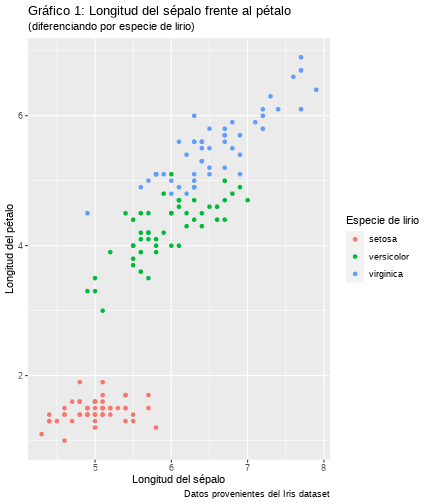 Gráfico 1: Longitud del sépalo frente al pétalo
(diferenciando por especie de lirio)
Longitud del pétalo
6
4
2
5
6
7
8
Longitud del sépalo
Especie de lirio
setosa
versicolor
virginica
Datos provenientes del Iris dataset